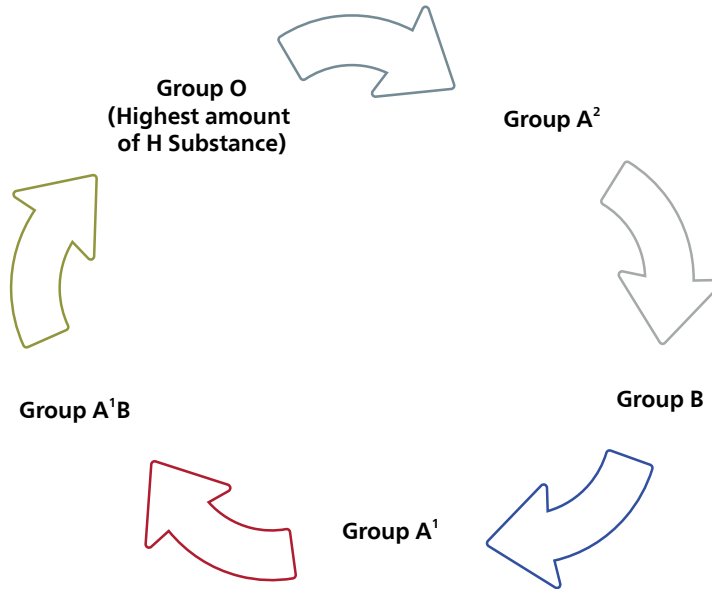 Group O
(Highest amount
of H Substance)
Group A²
Group B
Group A¹
Group A¹B